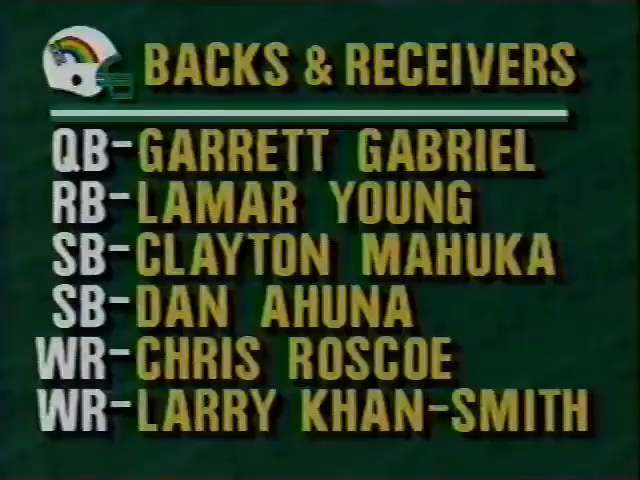 BACKS & RECEIVERS
QB-GARRETT GABRIEL
RB-LAMAR YOUNG
SB-CLAYTON MAHUKA
SB-DAN AHUNA
WR-CHRIS ROSCOE
WR-LARRY KHAN-SMITH